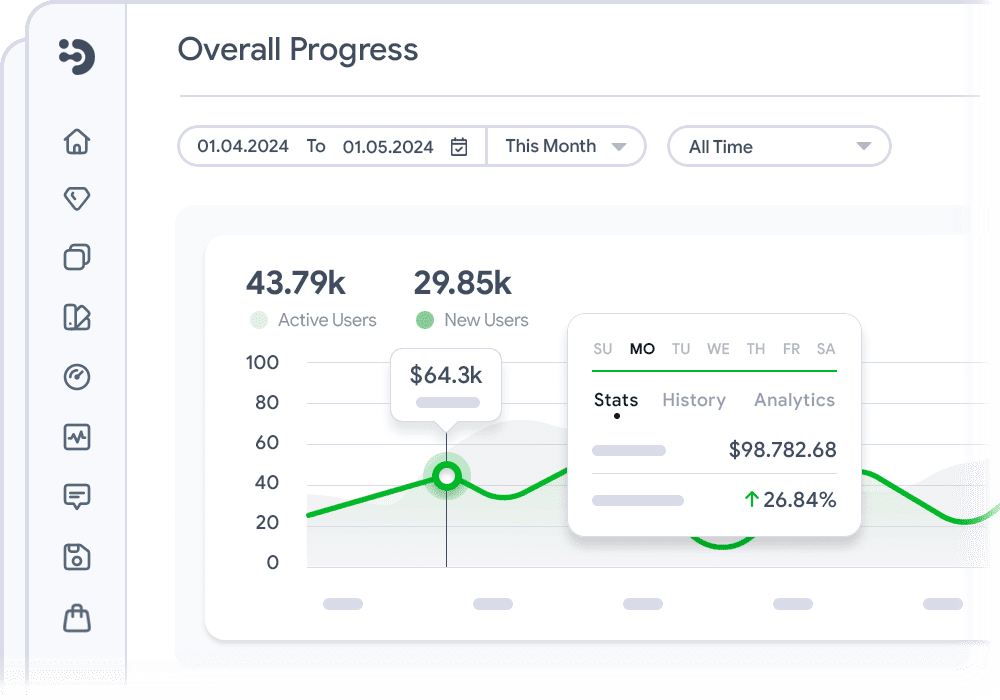 Overall Progress
01.04.2024 To 01.05.2024 This Month All Time
43.79k 29.85k
Active Users New Users
100
80
60
40
20
0
$64.3k
SU MO TU WE TH FR SA
Stats History Analytics
$98.782.68
↑26.84%